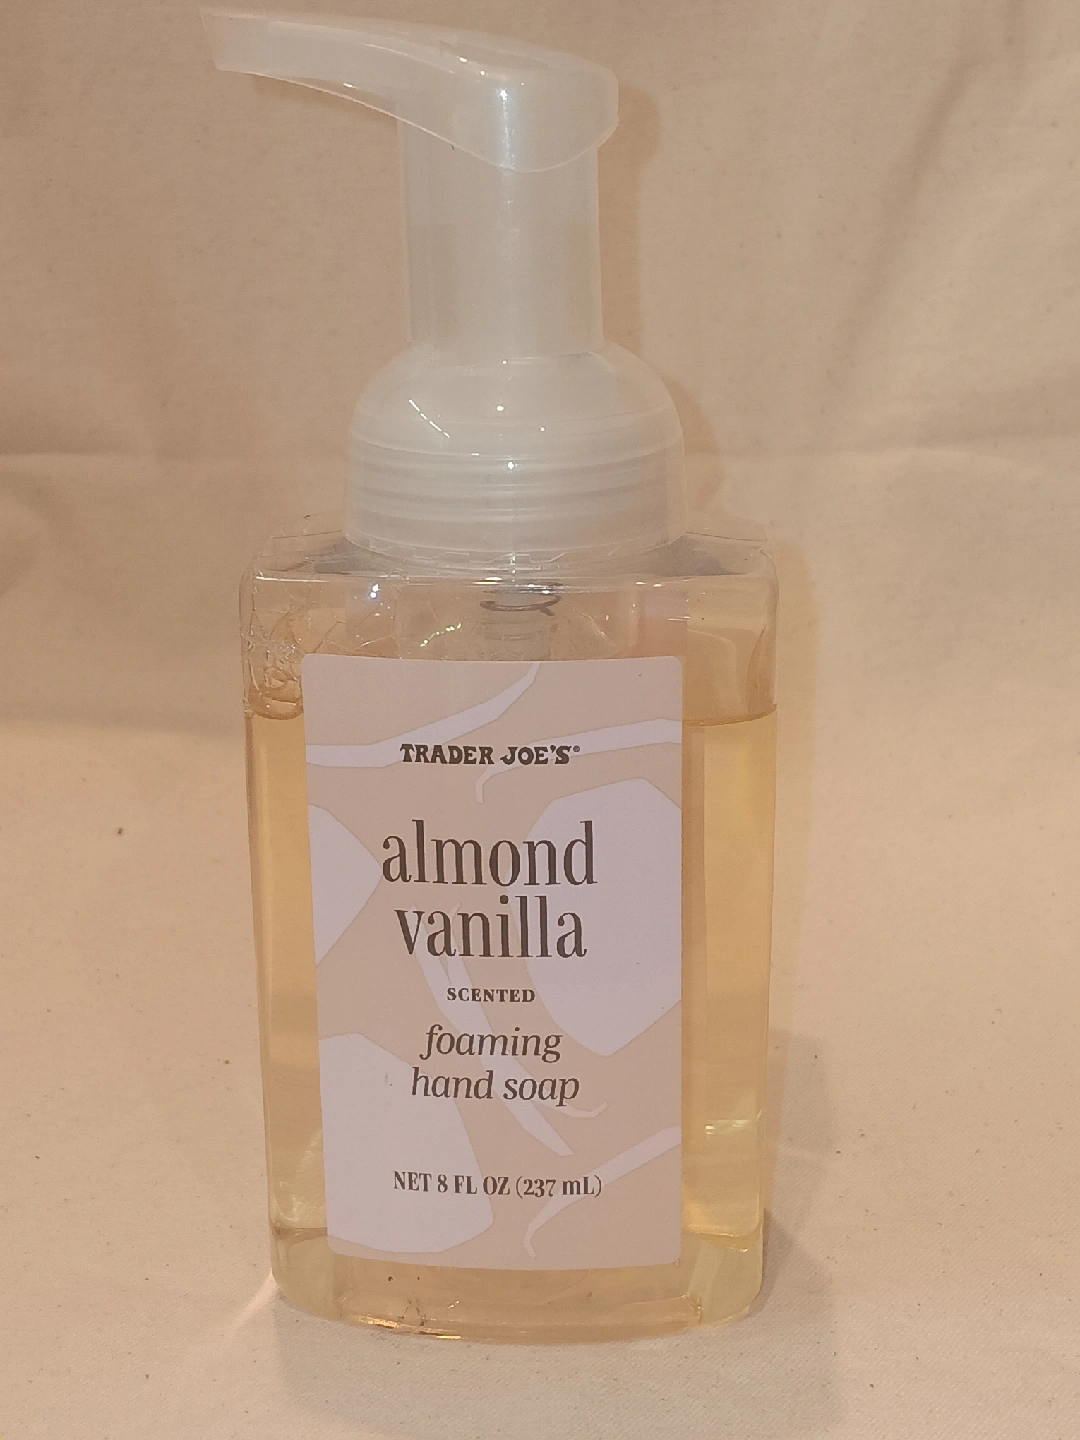 TRADER JOE'S®
almond
vanilla
SCENTED
foaming
hand soap
NET 8 FL OZ (237 mL)